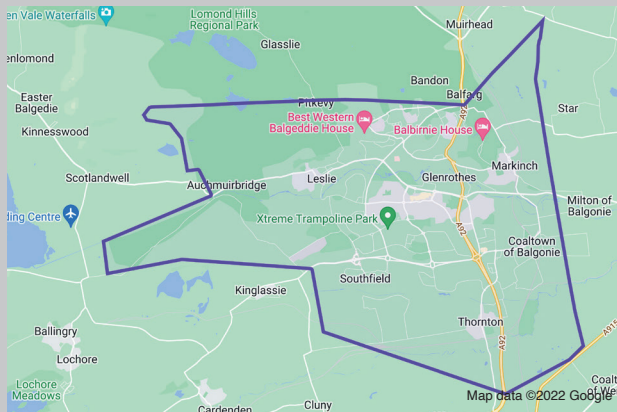 en Vale Waterfalls
Lomond Hills
Regional Park
Muirhead
Glasslie
enlomond
Bandon
Balfarg
Easter
Balgedie
Pitkevy
A92
Star
Best Western
Balgeddie House
Kinnesswood
Balbirnie House
Markinch
Scotlandwell
Auchmuirbridge
Leslie
Glenrothes
Milton of
Balgonie
ding Centre
Xtreme Trampoline Park
A92
Coaltown
of Balgonie
Southfield
Kinglassie
Thornton
Ballingry
A92
A915
Lochore
Lochore
Meadows
Coalt
of We
Map data ©2022 Google
Cardenden
Cluny